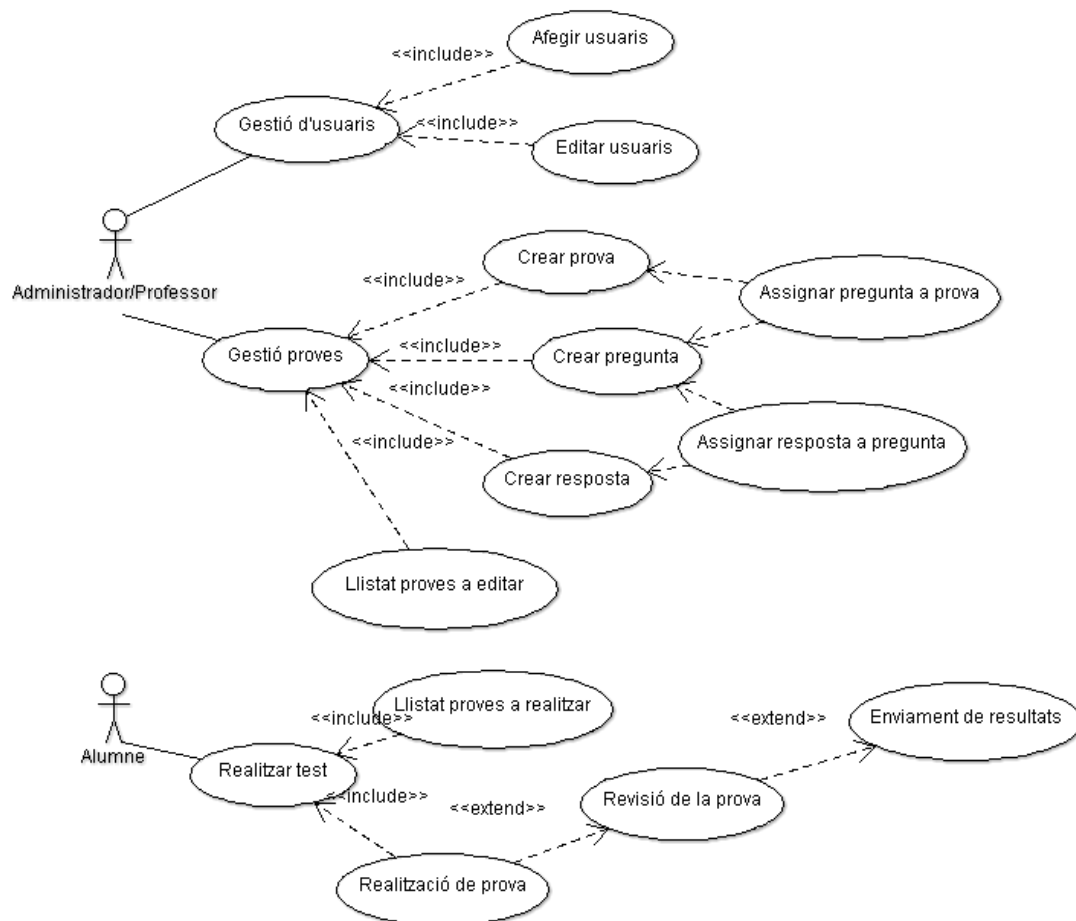 Afegir usuaris
<<include>>
Gestió d'usuaris
<<include>>
Editar usuaris
Administrador/Professor
Crear prova
<<include>>
Assignar pregunta a prova
Gestió proves
<<include>>
Crear pregunta
<<include>>
<<include>>
Assignar resposta a pregunta
Crear resposta
Llistat proves a editar
Alumne
Llistat proves a realitzar
<<include>>
Realitzar test
<<include>>
<<extend>>
Enviament de resultats
Revisió de la prova
<<extend>>
Realització de prova